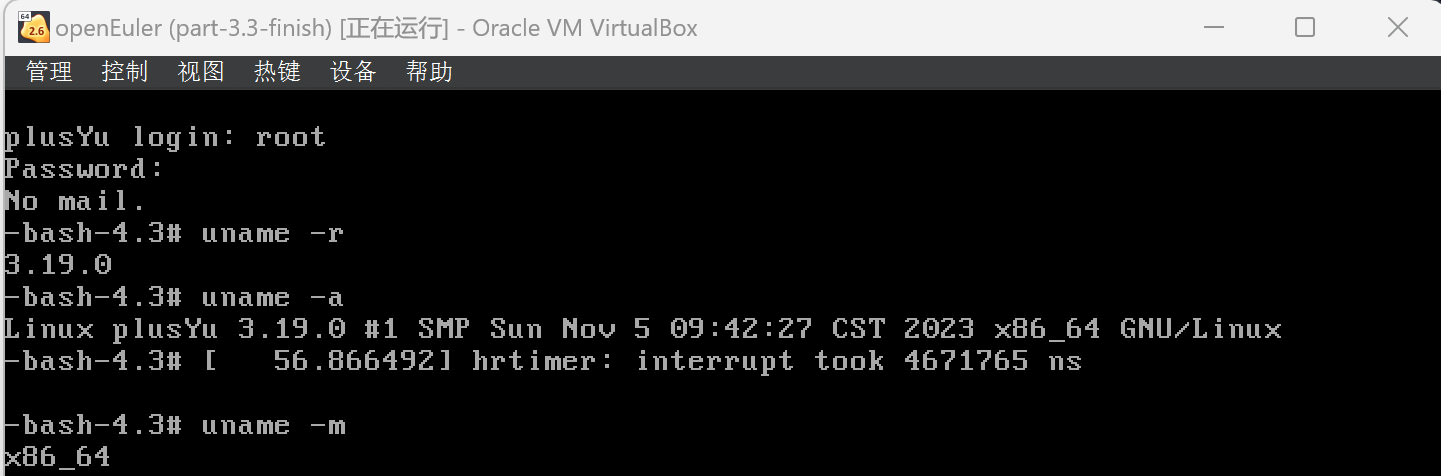 64
2.6
openEuler (part-3.3-finish) [正在运行] - Oracle VM VirtualBox
管理 控制 视图 热键 设备 帮助
plusYu login: root
Password:
No mail.
-bash-4.3# uname -r
3.19.0
-bash-4.3# uname -a
Linux plusYu 3.19.0 #1 SMP Sun Nov 5 09:42:27 CST 2023 x86_64 GNU/Linux
-bash-4.3# [   56.866492] hrtimer: interrupt took 4671765 ns
-bash-4.3# uname -m
x86_64